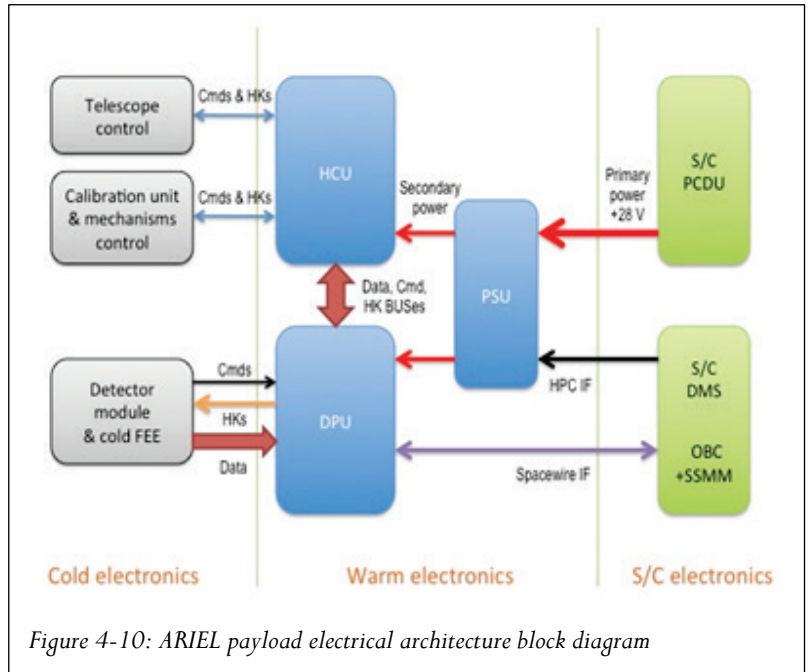 Telescope
control
Cmds & HKs
Calibration unit
& mechanisms
control
Cmds & HKs
HCU
Secondary
power
Primary
power
+28 V
S/C
PCDU
Data, Cmd,
HK BUSes
PSU
Detector
module
& cold FEE
Cmds
HKs
Data
DPU
HPC IF
Spacewire IF
S/C
DMS
OBC
+SSMM
Cold electronics
Warm electronics
S/C electronics
Figure 4-10: ARIEL payload electrical architecture block diagram